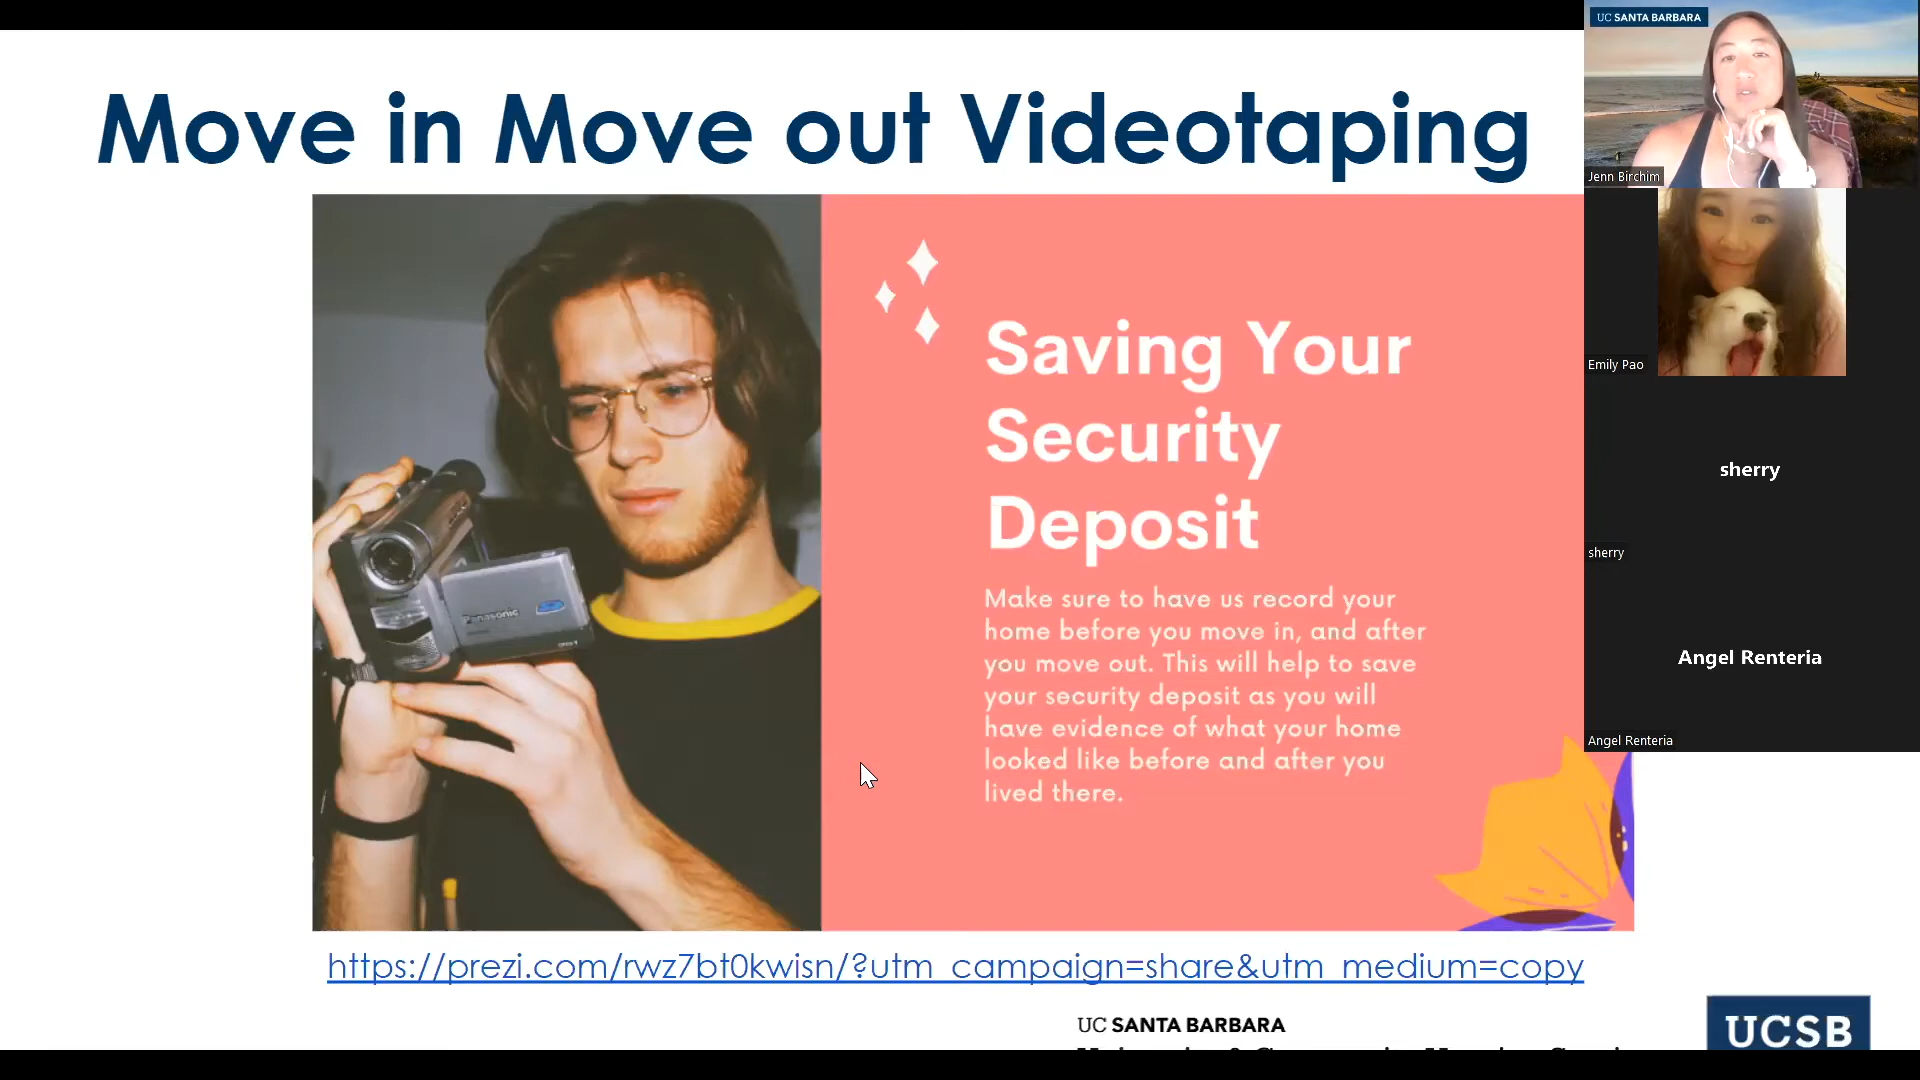 Move in Move out Videotaping
Saving Your
Security
Deposit
Make sure to have us record your
home before you move in, and after
you move out. This will help to save
your security deposit as you will
have evidence of what your home
looked like before and after you
lived there.
Panasonic
https://prezi.com/rwz7bt0kwisn/?utm_campaign=share&utm_medium=copy
UC SANTA BARBARA
UCSB
UC SANTA BARBARA
Jenn Birchim
Emily Pao
sherry
sherry
Angel Renteria
Angel Renteria